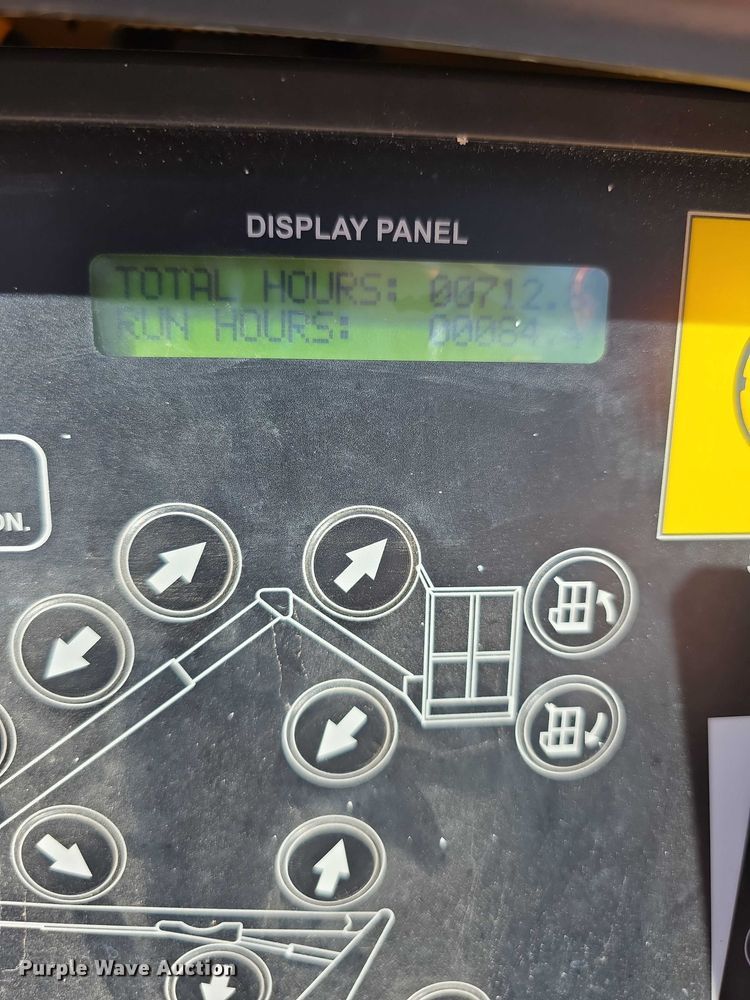 DISPLAY PANEL
TOTAL HOURS: 00712.
RUN HOURS:
ON.
Purple Wave Auction